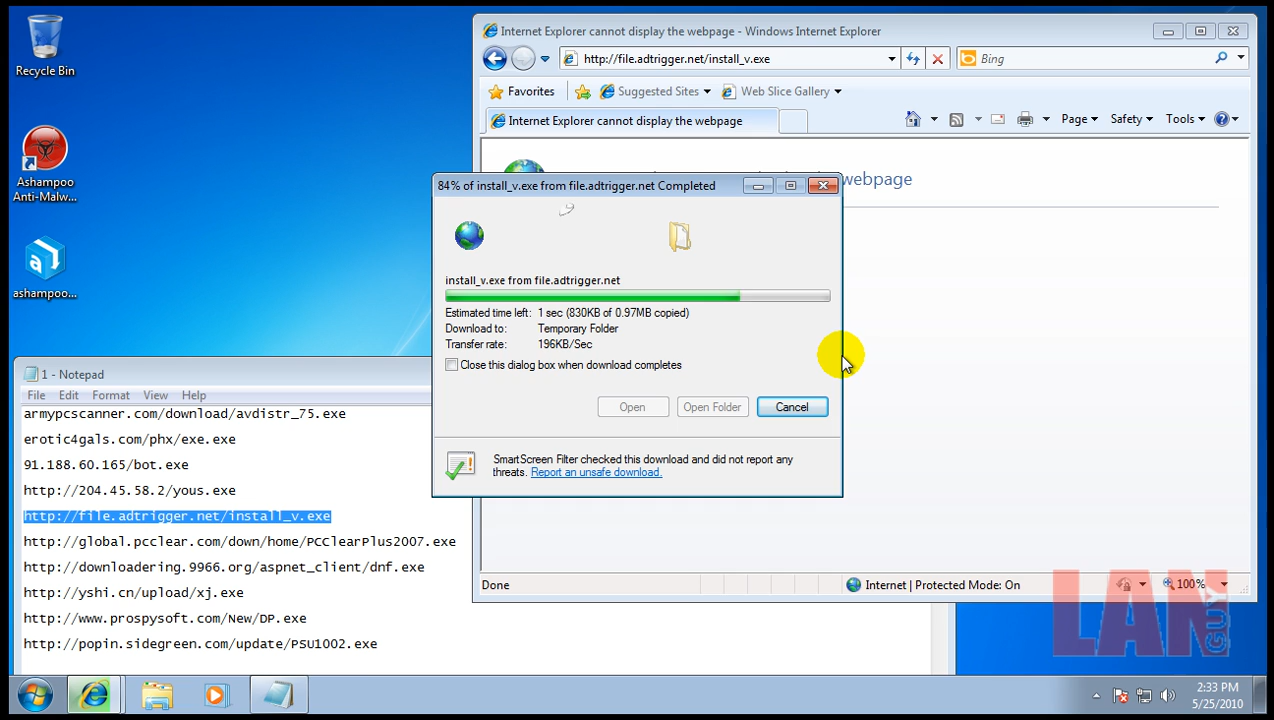 Recycle Bin
Ashampoo
Anti-Malw...
ashampoo...
Internet Explorer cannot display the webpage - Windows Internet Explorer
http://file.adtrigger.net/install_v.exe
Bing
Favorites
Suggested Sites
Web Slice Gallery
Internet Explorer cannot display the webpage
Page
Safety
Tools
webpage
84% of install_v.exe from file.adtrigger.net Completed
install_v.exe from file.adtrigger.net
Estimated time left: 1 sec (830KB of 0.97MB copied)
Download to: Temporary Folder
Transfer rate: 196KB/Sec
Close this dialog box when download completes
Open
Open Folder
Cancel
SmartScreen Filter checked this download and did not report any
threats. Report an unsafe download.
Done
Internet | Protected Mode: On
100%
1 - Notepad
File Edit Format View Help
armypcscanner.com/download/avdistr_75.exe
erotic4gals.com/phx/exe.exe
91.188.60.165/bot.exe
http://204.45.58.2/yous.exe
http://file.adtrigger.net/install_v.exe
http://global.pcclear.com/down/home/PCClearPlus2007.exe
http://downloadering.9966.org/aspnet_client/dnf.exe
http://yshi.cn/upload/xj.exe
http://www.prospysoft.com/New/DP.exe
http://popin.sidegreen.com/update/PSU1002.exe
LAN
GUY
2:33 PM
5/25/2010